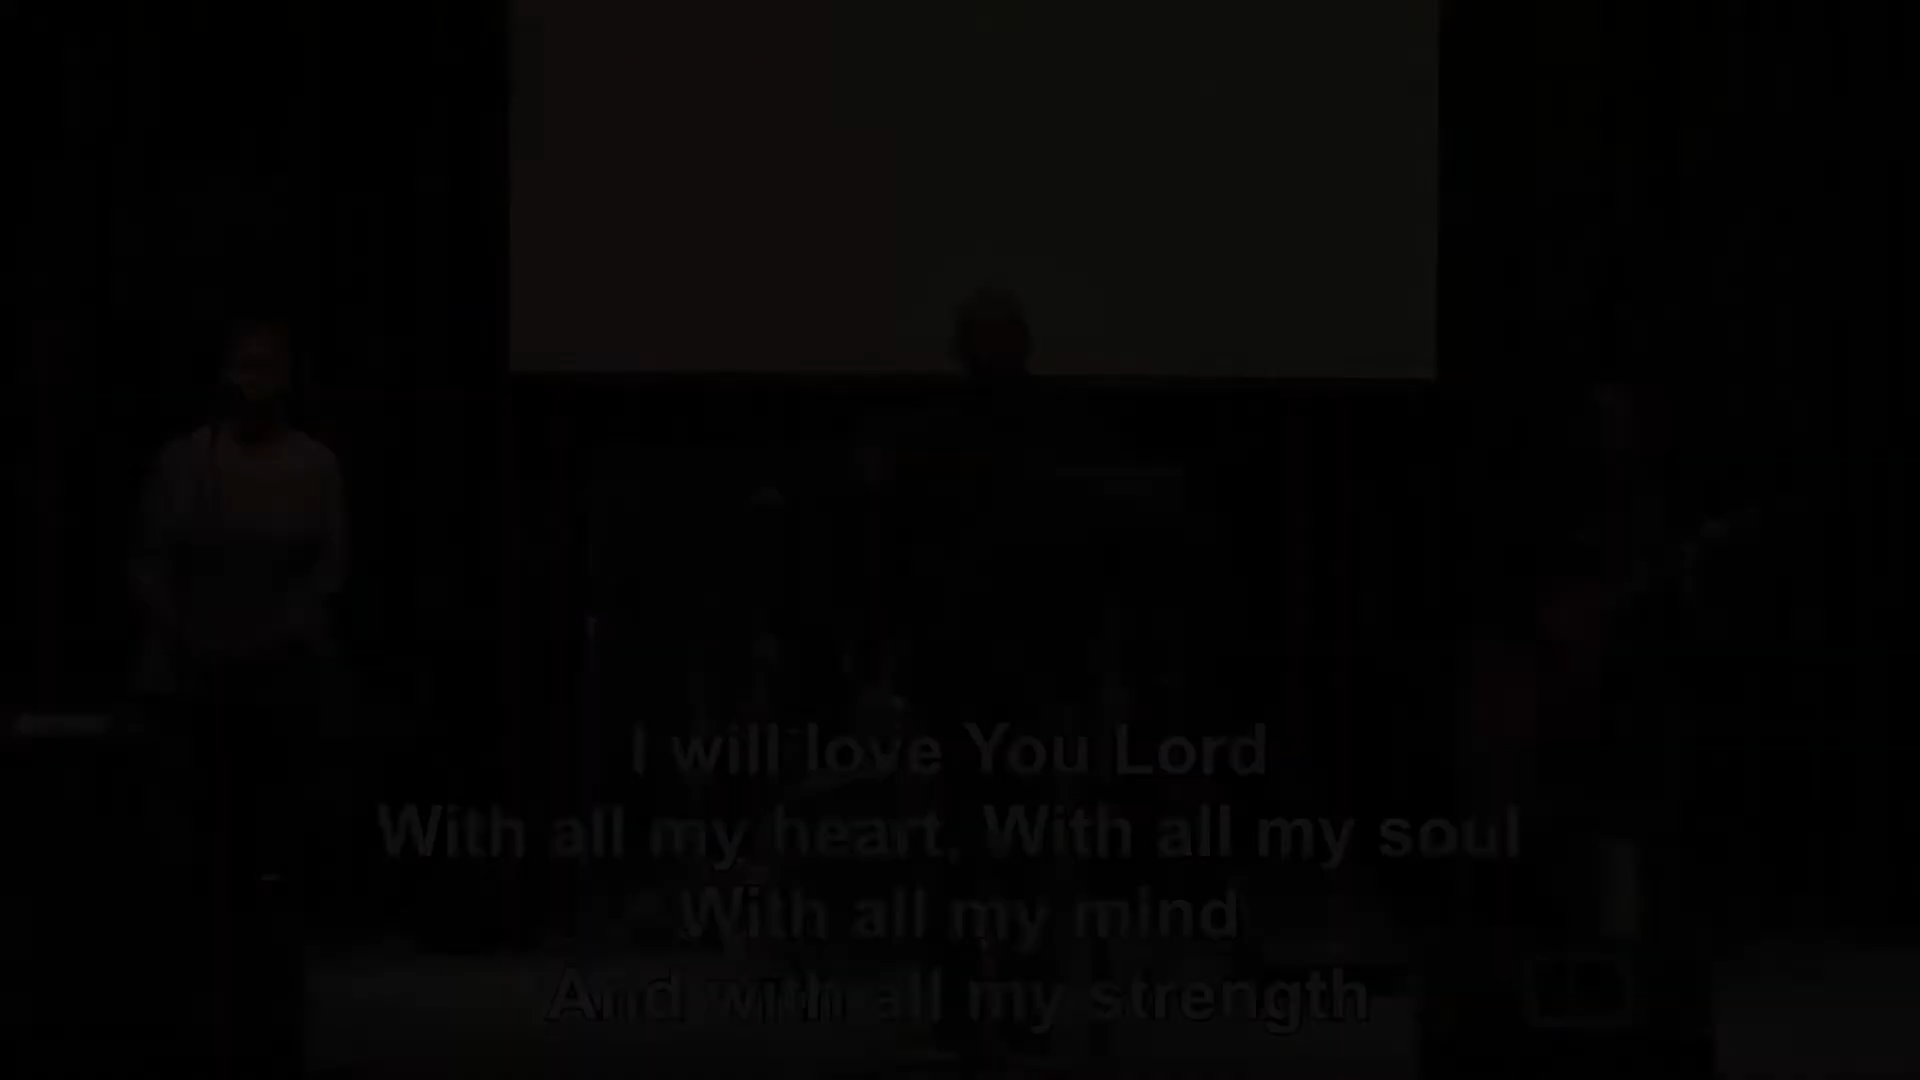 I will love You Lord
With all my heart, With all my soul
With all my mind
And with all my strength